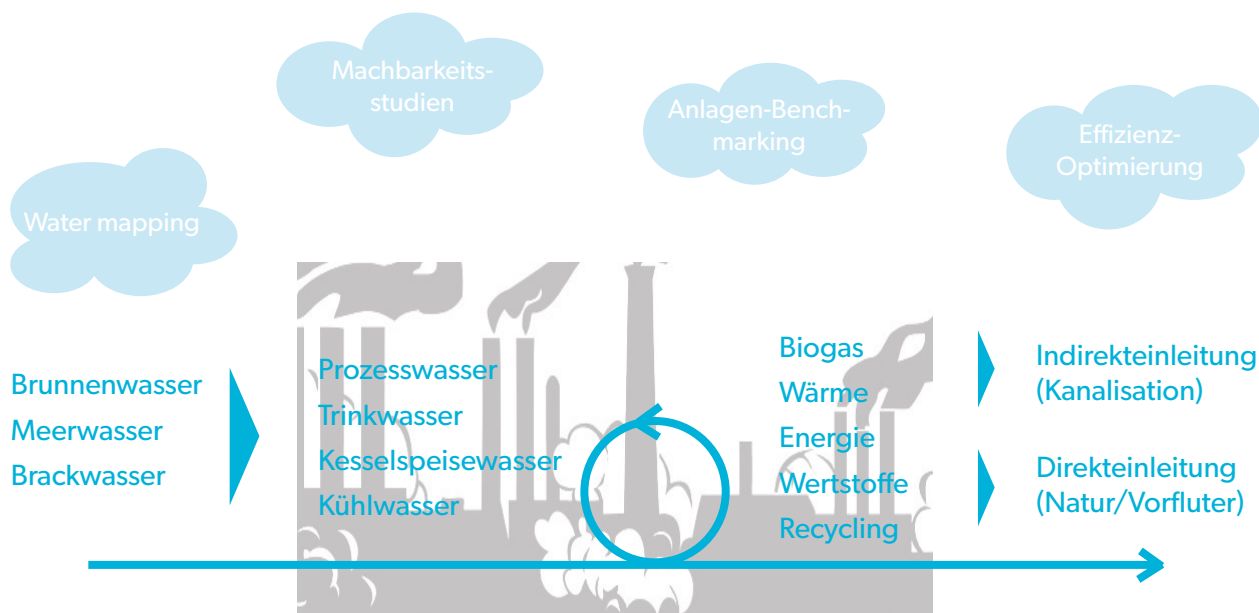 Machbarkeits-
studien
Anlagen-Bench-
marking
Effizienz-
Optimierung
Water mapping
Brunnenwasser
Meerwasser
Brackwasser
Prozesswasser
Trinkwasser
Kesselspeisewasser
Kühlwasser
Biogas
Wärme
Energie
Wertstoffe
Recycling
Indirekteinleitung
(Kanalisation)
Direkteinleitung
(Natur/Vorfluter)